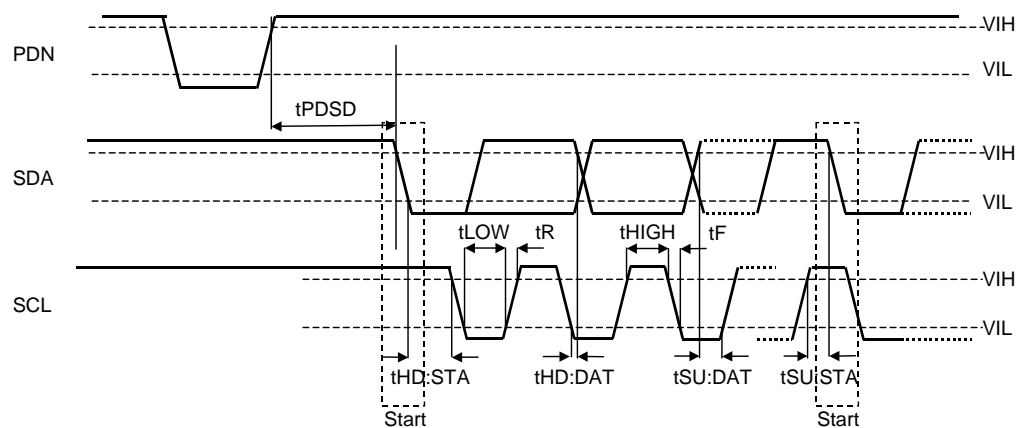 VIH
PDN
VIL
tPDSD
VIH
SDA
VIL
tLOW tR tHIGH tF
VIH
SCL
VIL
tHD:STA tHD:DAT tSU:DAT tSU:STA
Start Start